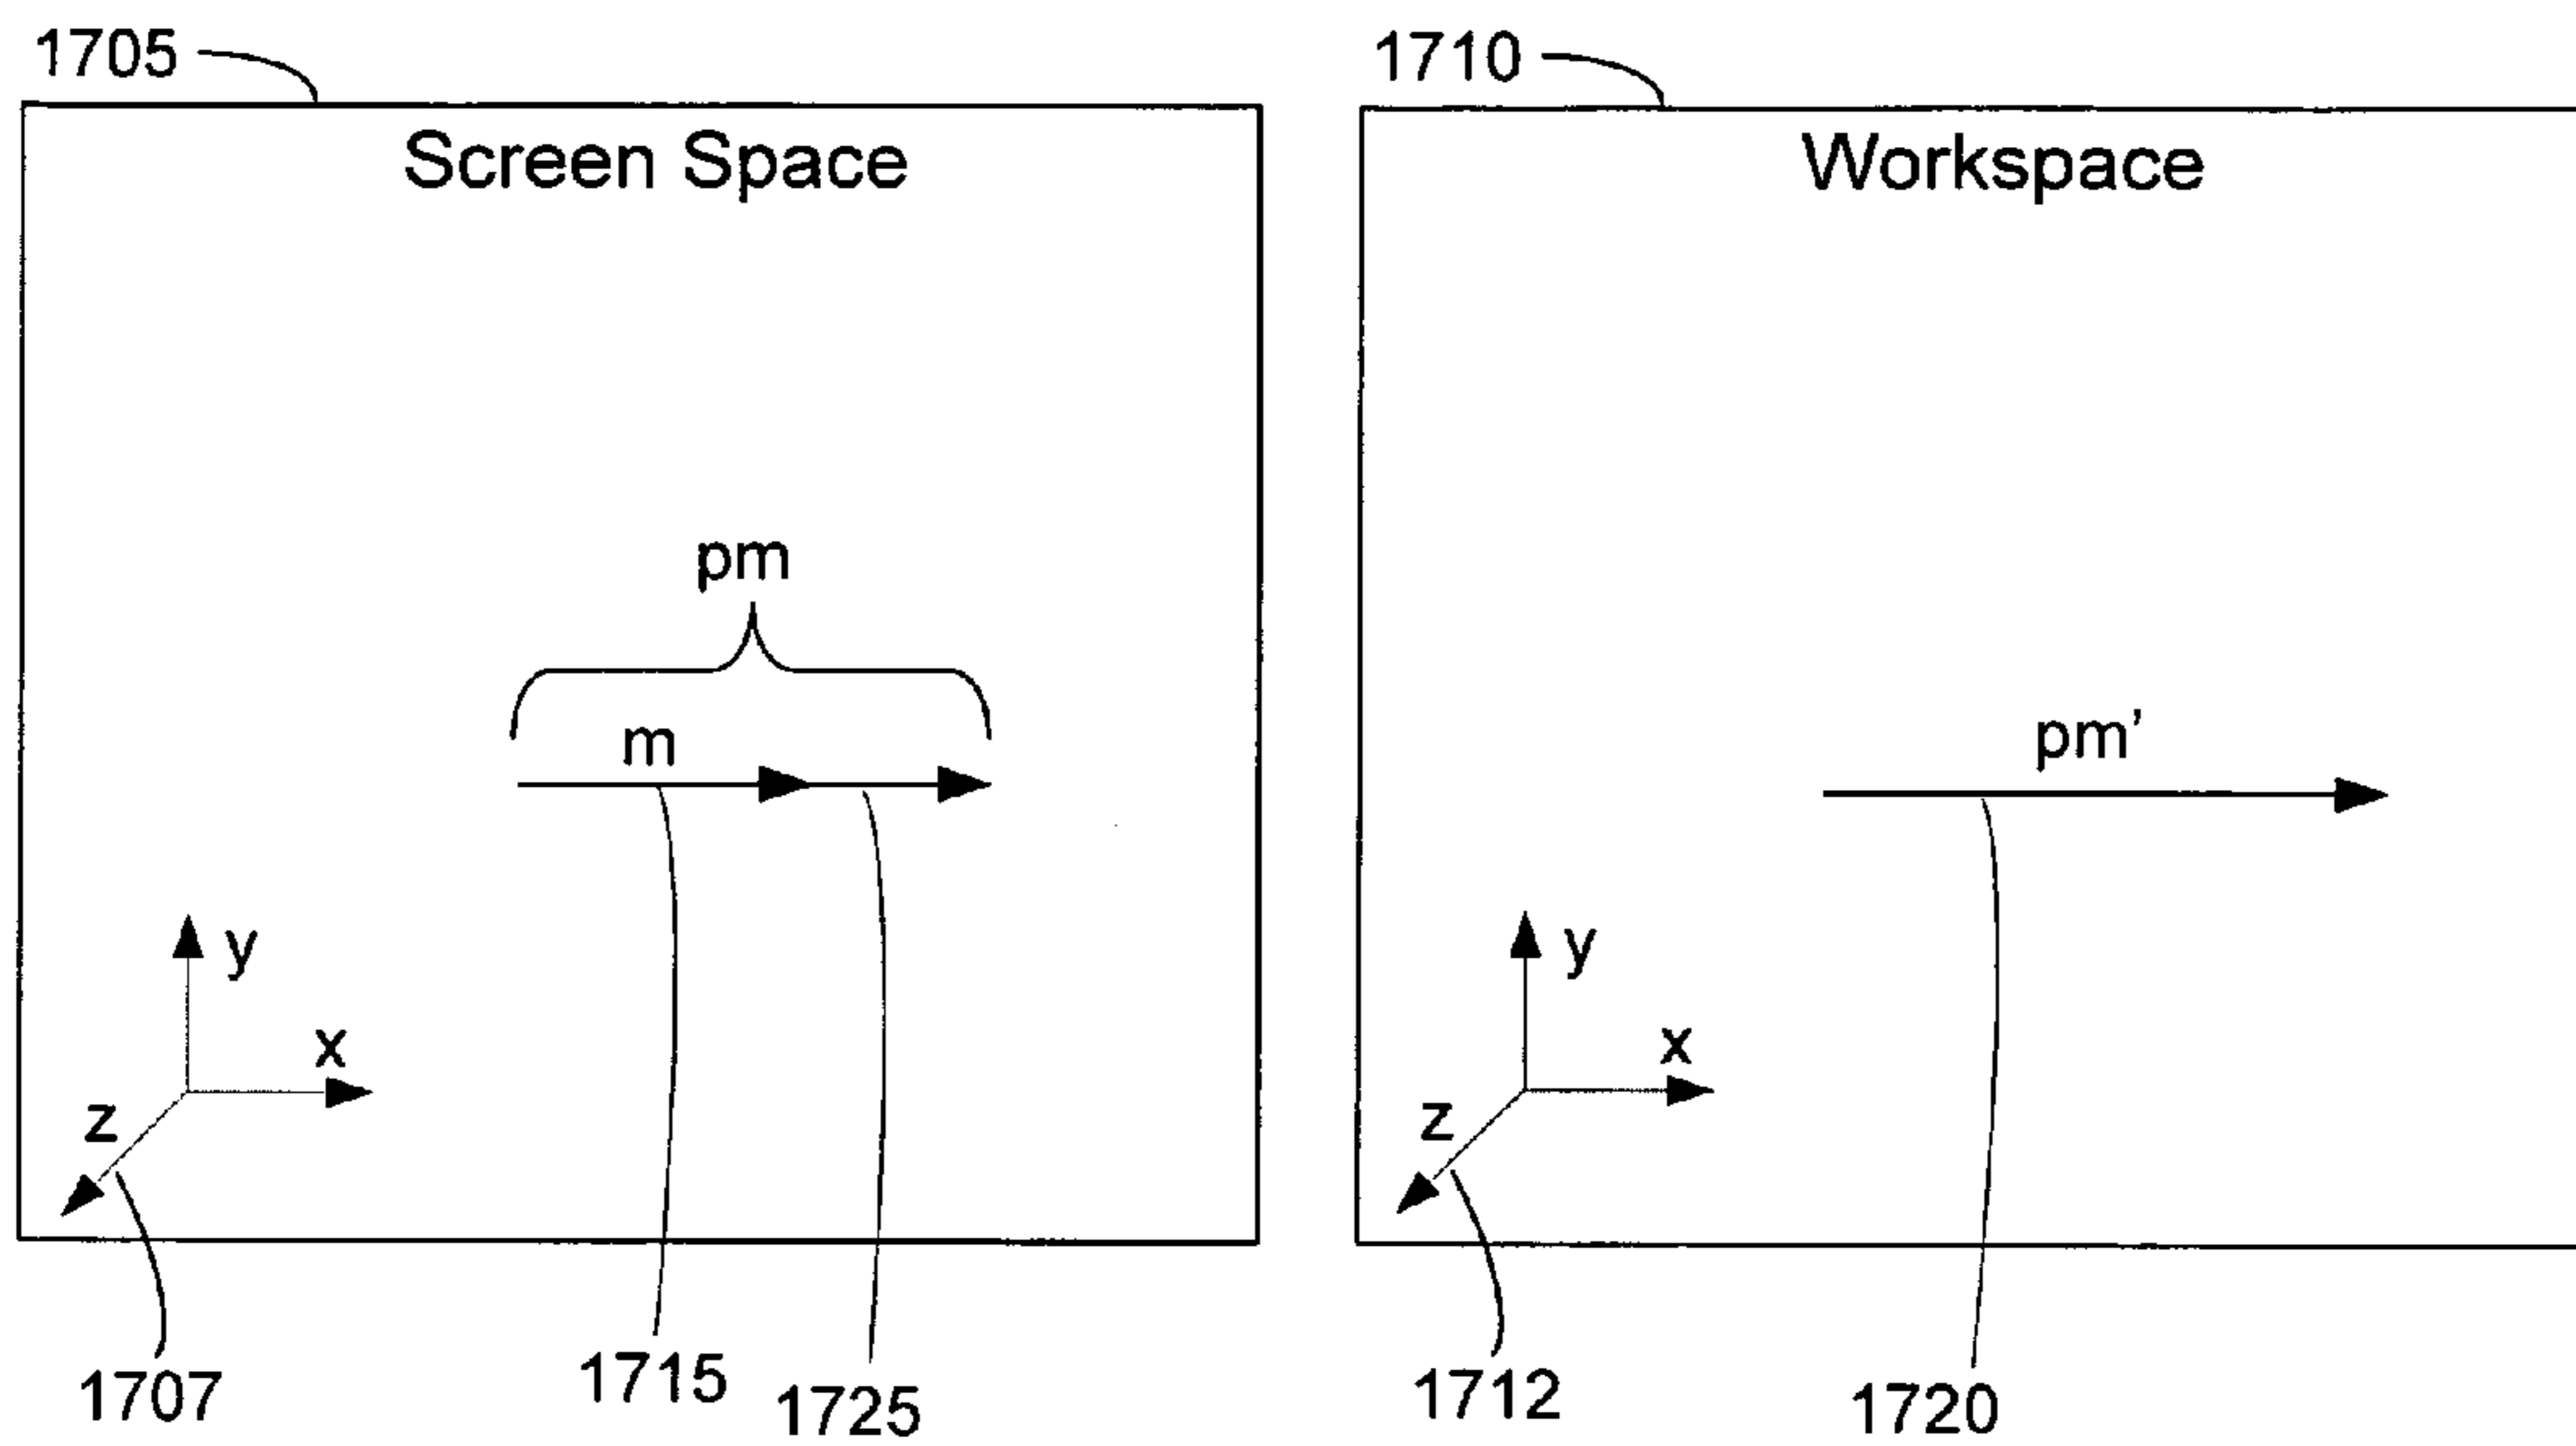 1705
1710
Screen Space
Workspace
pm
m
pm’
y
x
z
y
x
z
1707
1715
1725
1712
1720